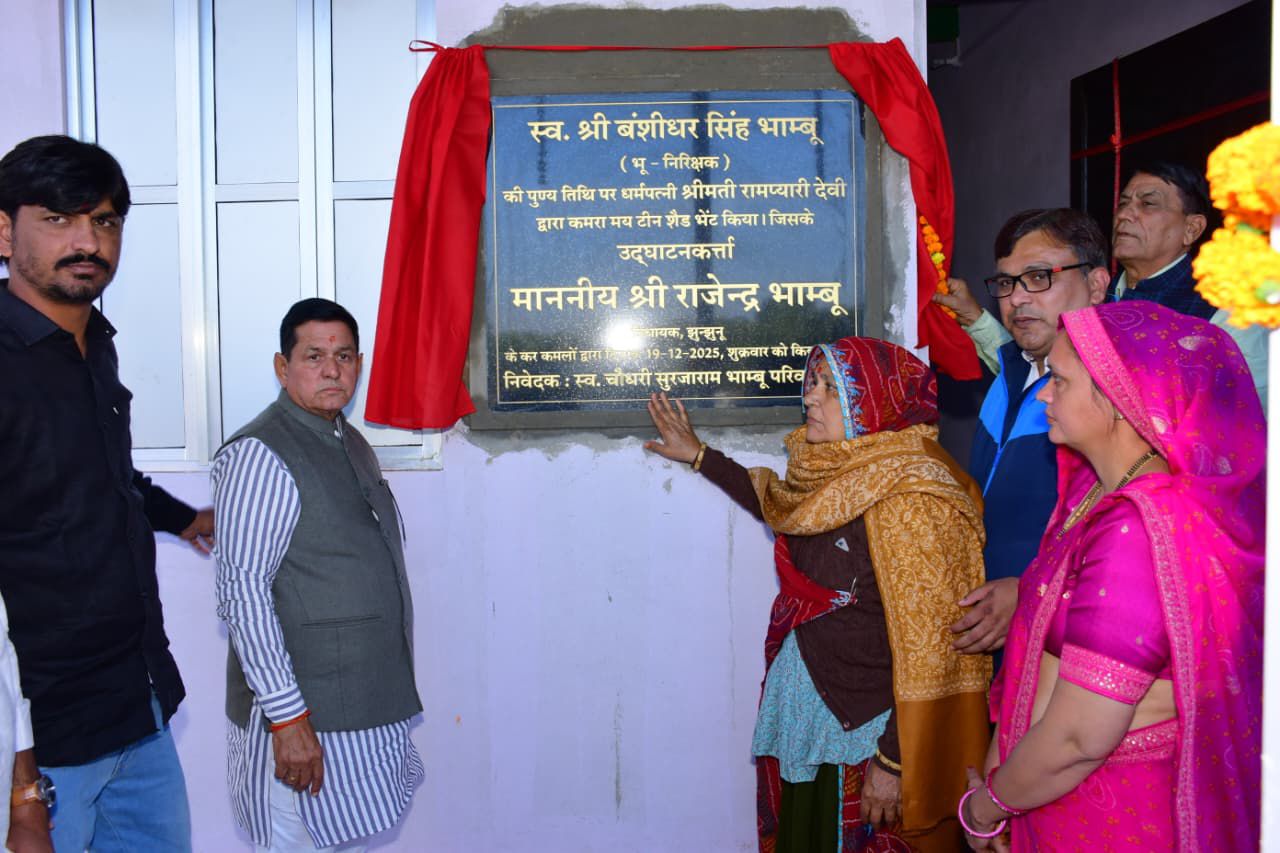 स्व. श्री बंशीधर सिंह भाम्बू
( भू - निरिक्षक )
की पुण्य तिथि पर धर्मपत्नी श्रीमती रामप्यारी देवी
द्वारा कमरा मय टीन शैड भेंट किया। जिसके
उद्‌घाटनकर्त्ता
माननीय श्री राजेन्द्र भाम्बू
झुन्झुनू
के कर कमलों द्वारा 19-12-2025, शुक्रवार को
निवेदक : स्व. चौधरी सुरजाराम भाम्बू